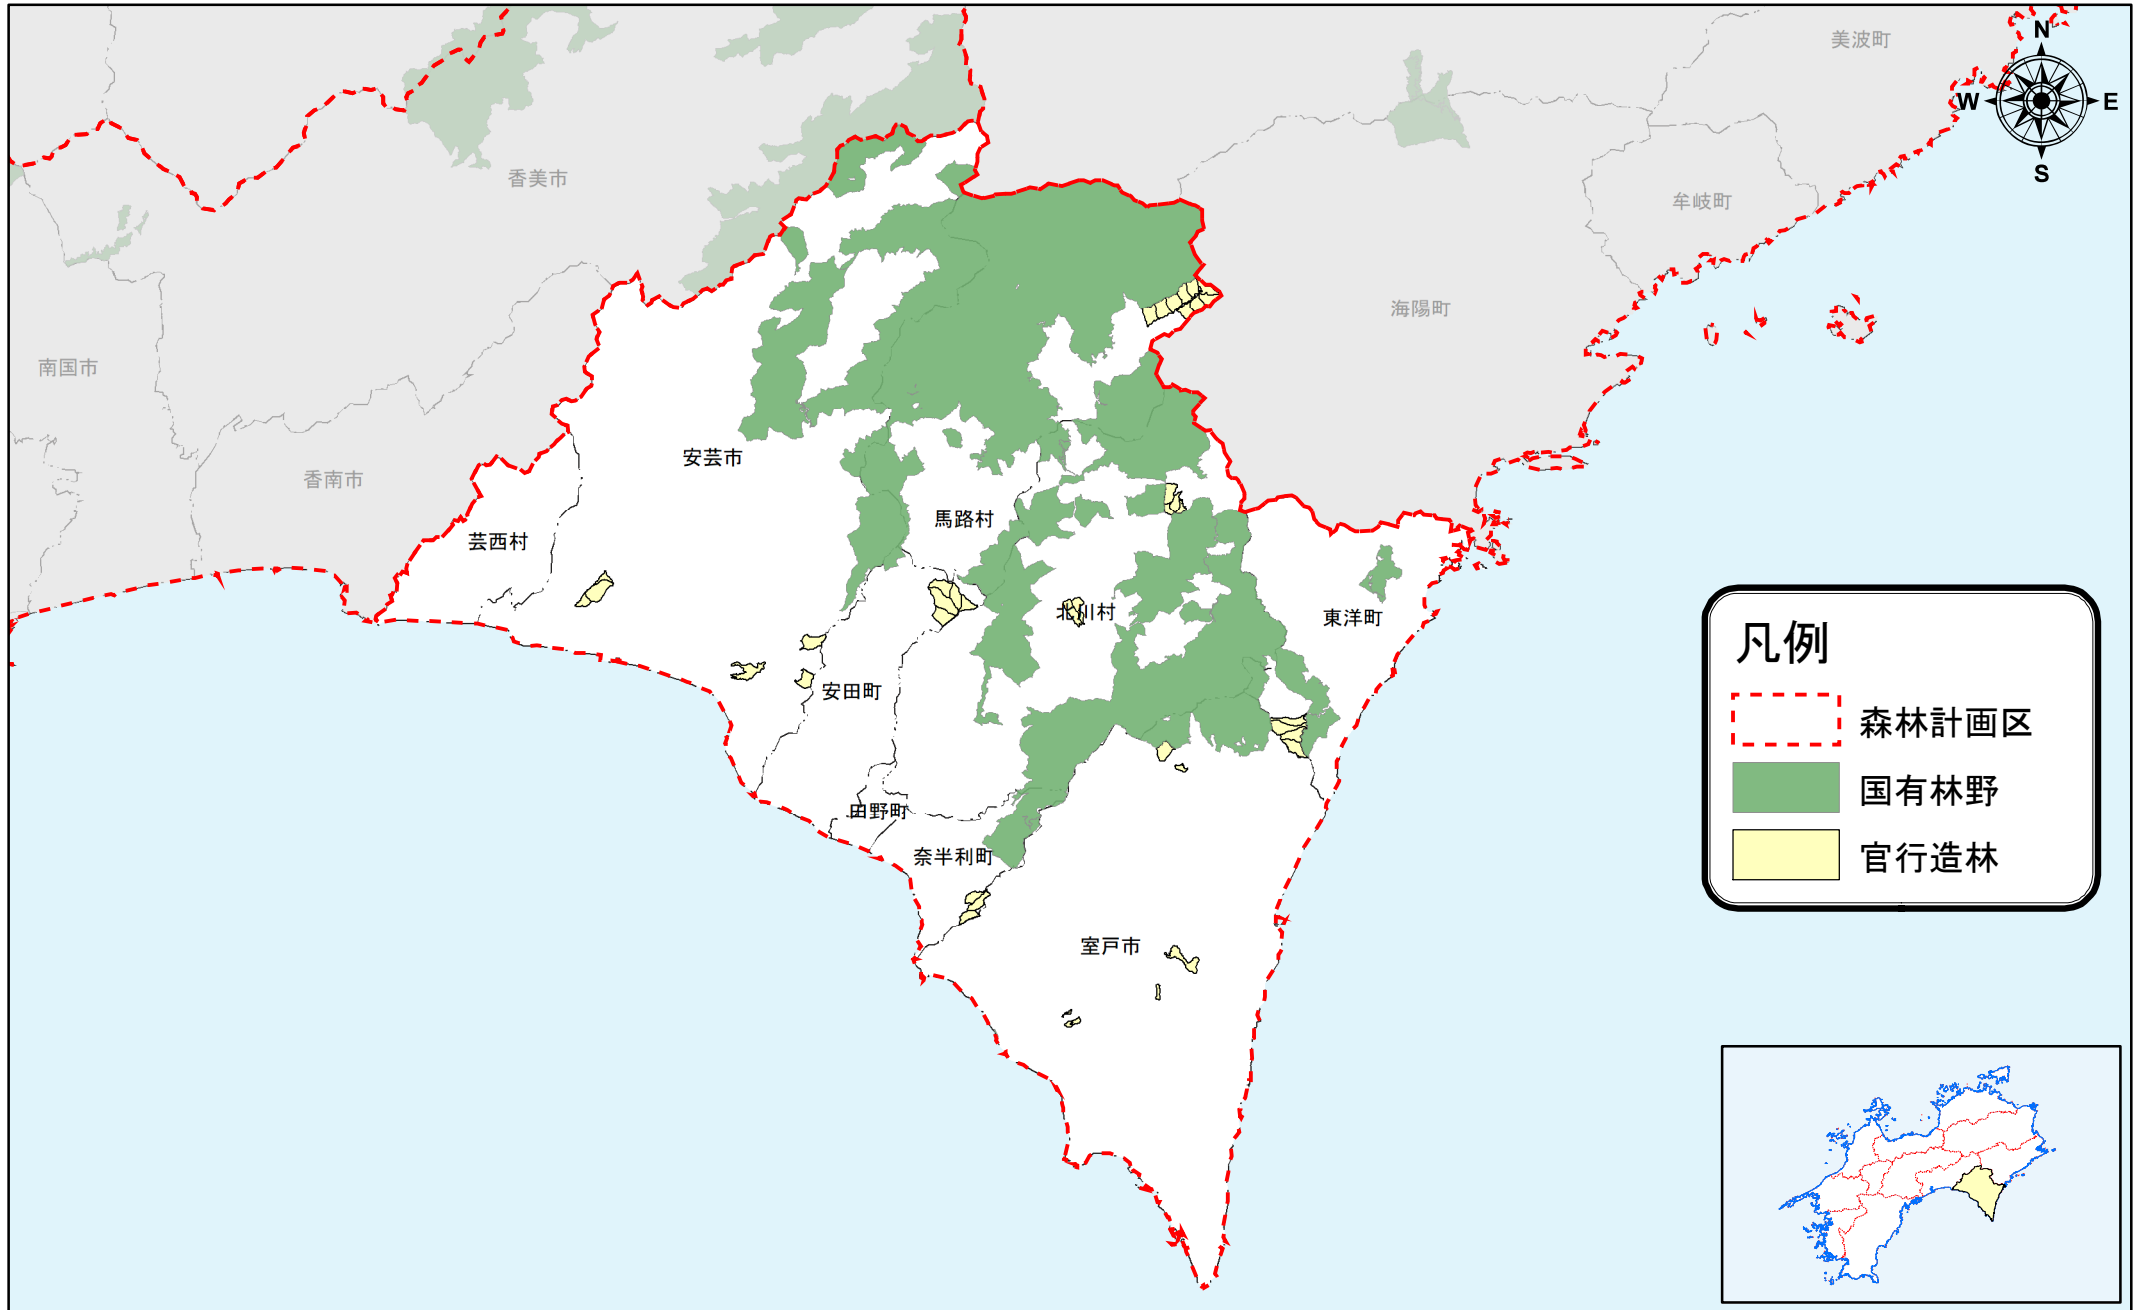 美波町
N
W
E
S
香美市
牟岐町
海陽町
南国市
香南市
安芸市
馬路村
芸西村
北川村
東洋町
安田町
田野町
奈半利町
室戸市
凡例
森林計画区
国有林野
官行造林